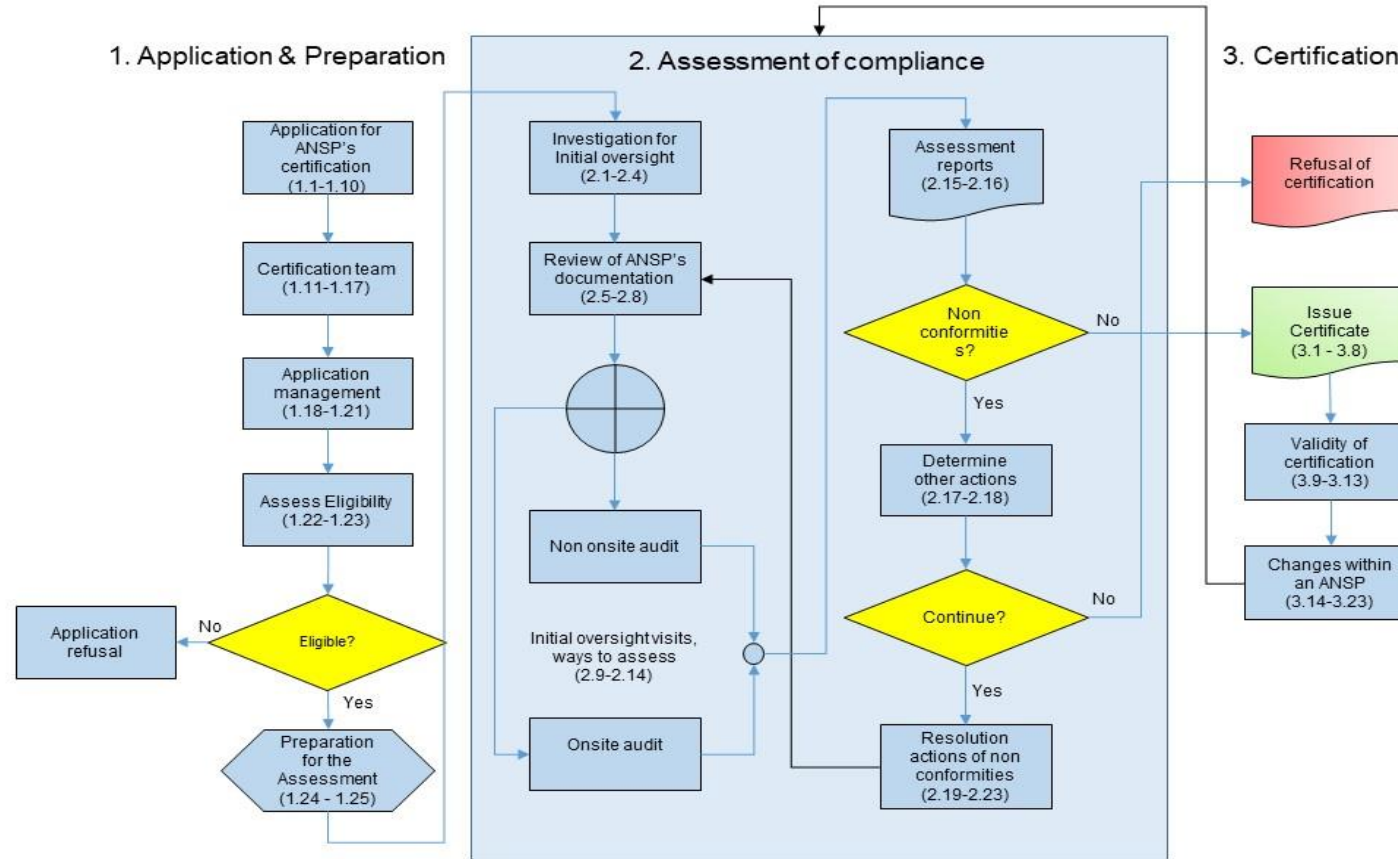 1. Application & Preparation
2. Assessment of compliance
3. Certification
Application for
ANSP's
certification
(1.1-1.10)
Certification team
(1.11-1.17)
Application
management
(1.18-1.21)
Assess Eligibility
(1.22-1.23)
Eligible?
No
Application
refusal
Yes
Preparation
for the
Assessment
(1.24 - 1.25)
Investigation for
Initial oversight
(2.1-2.4)
Review of ANSP's
documentation
(2.5-2.8)
Non onsite audit
Initial oversight visits,
ways to assess
(2.9-2.14)
Onsite audit
Assessment
reports
(2.15-2.16)
Non
conformitie
s?
No
Yes
Determine
other actions
(2.17-2.18)
Continue?
No
Yes
Resolution
actions of non
conformities
(2.19-2.23)
Refusal of
certification
Issue
Certificate
(3.1 - 3.8)
Validity of
certification
(3.9-3.13)
Changes within
an ANSP
(3.14-3.23)